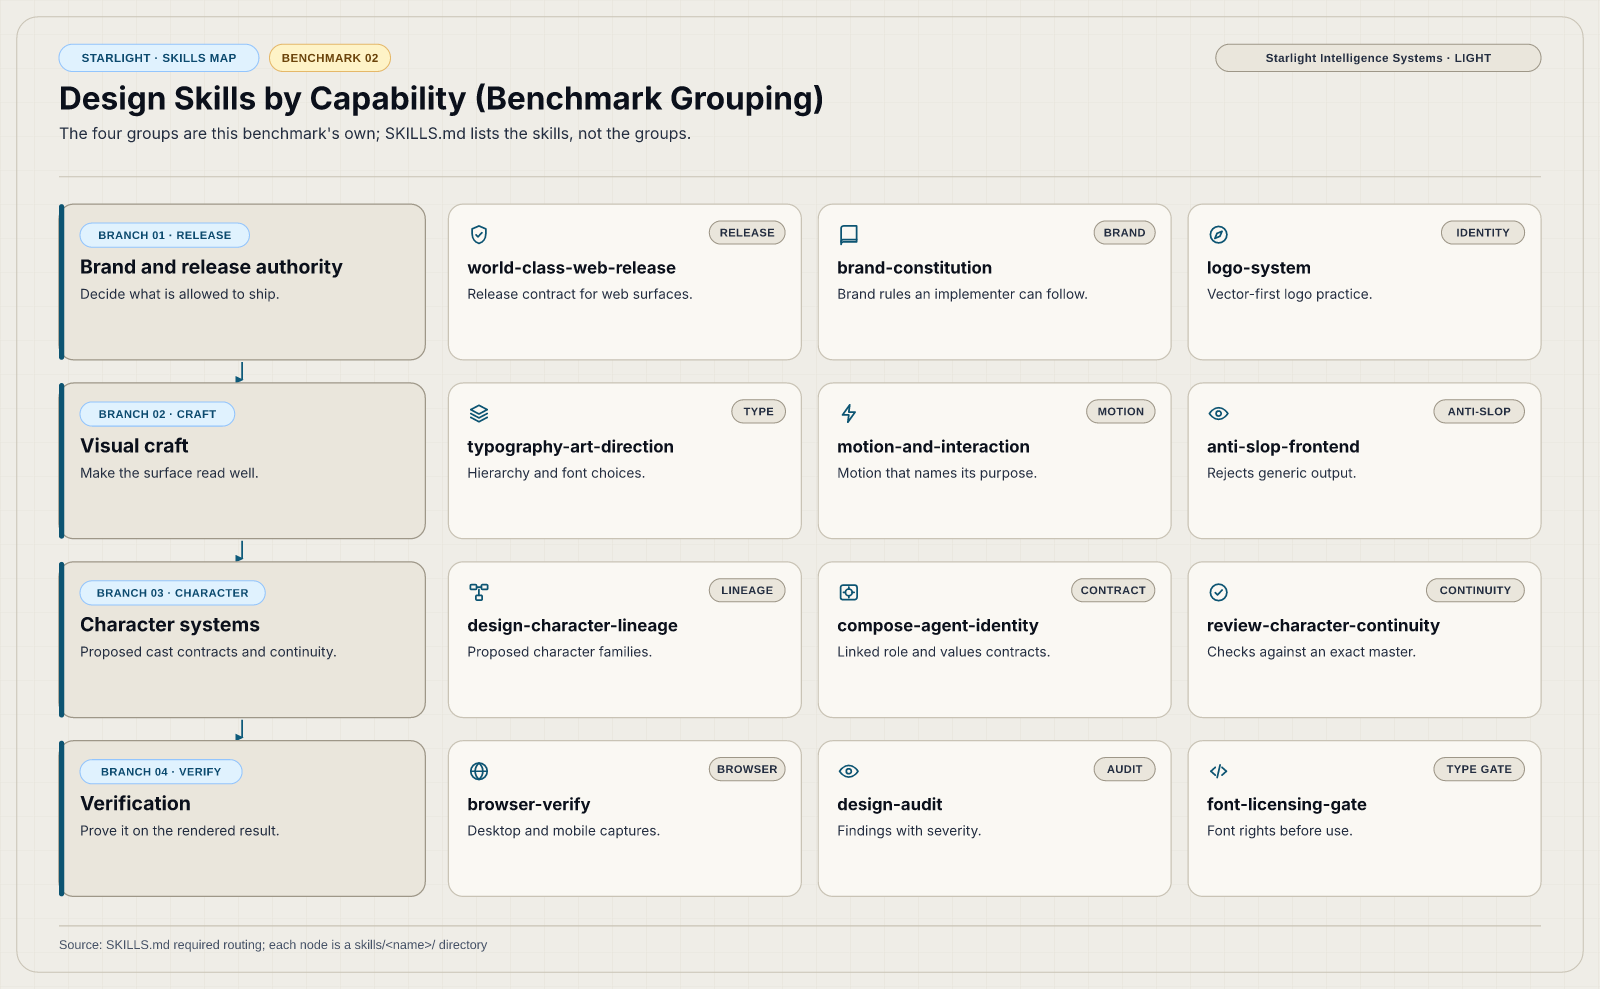 STARLIGHT · SKILLS MAP
BENCHMARK 02
Starlight Intelligence Systems · LIGHT
Design Skills by Capability (Benchmark Grouping)
The four groups are this benchmark's own; SKILLS.md lists the skills, not the groups.
BRANCH 01 · RELEASE
Brand and release authority
Decide what is allowed to ship.
RELEASE
world-class-web-release
Release contract for web surfaces.
BRAND
brand-constitution
Brand rules an implementer can follow.
IDENTITY
logo-system
Vector-first logo practice.
BRANCH 02 · CRAFT
Visual craft
Make the surface read well.
TYPE
typography-art-direction
Hierarchy and font choices.
MOTION
motion-and-interaction
Motion that names its purpose.
ANTI-SLOP
anti-slop-frontend
Rejects generic output.
BRANCH 03 · CHARACTER
Character systems
Proposed cast contracts and continuity.
LINEAGE
design-character-lineage
Proposed character families.
CONTRACT
compose-agent-identity
Linked role and values contracts.
CONTINUITY
review-character-continuity
Checks against an exact master.
BRANCH 04 · VERIFY
Verification
Prove it on the rendered result.
BROWSER
browser-verify
Desktop and mobile captures.
AUDIT
design-audit
Findings with severity.
TYPE GATE
font-licensing-gate
Font rights before use.
Source: SKILLS.md required routing; each node is a skills/<name>/ directory